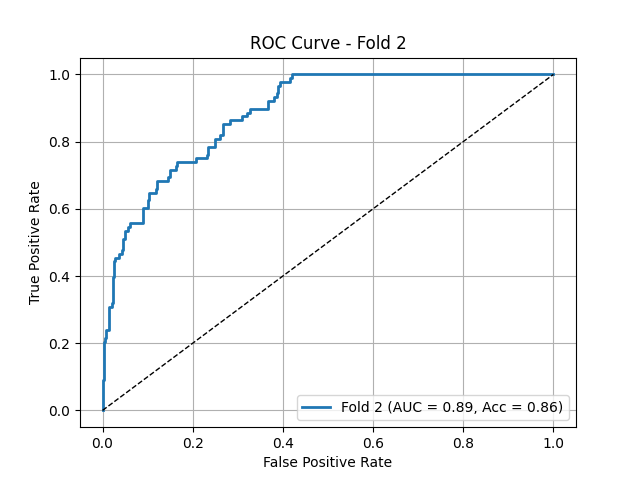 ROC Curve - Fold 2
True Positive Rate
1.0
0.8
0.6
0.4
0.2
0.0
Fold 2 (AUC = 0.89, Acc = 0.86)
0.0 0.2 0.4 0.6 0.8 1.0
False Positive Rate